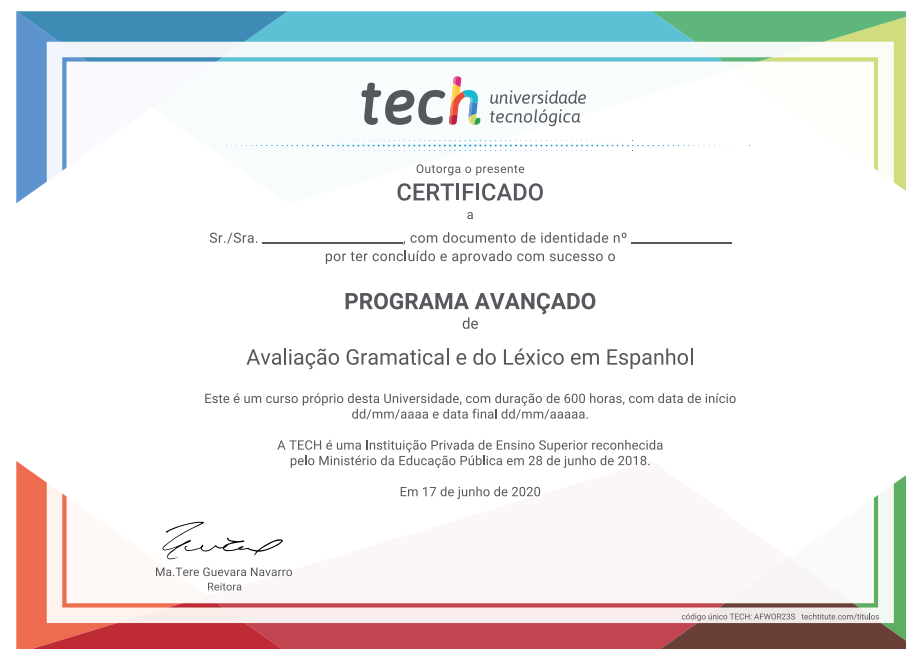 tech universidade
tecnológica
Outorga o presente
CERTIFICADO
a
Sr./Sra. ________________, com documento de identidade nº ____________
por ter concluído e aprovado com sucesso o
PROGRAMA AVANÇADO
de
Avaliação Gramatical e do Léxico em Espanhol
Este é um curso próprio desta Universidade, com duração de 600 horas, com data de início
dd/mm/aaaa e data final dd/mm/aaaaa.
A TECH é uma Instituição Privada de Ensino Superior reconhecida
pelo Ministério da Educação Pública em 28 de junho de 2018.
Em 17 de junho de 2020
Ma.Tere Guevara Navarro
Reitora
código único TECH: AFWOR23S techtitute.com/titulos